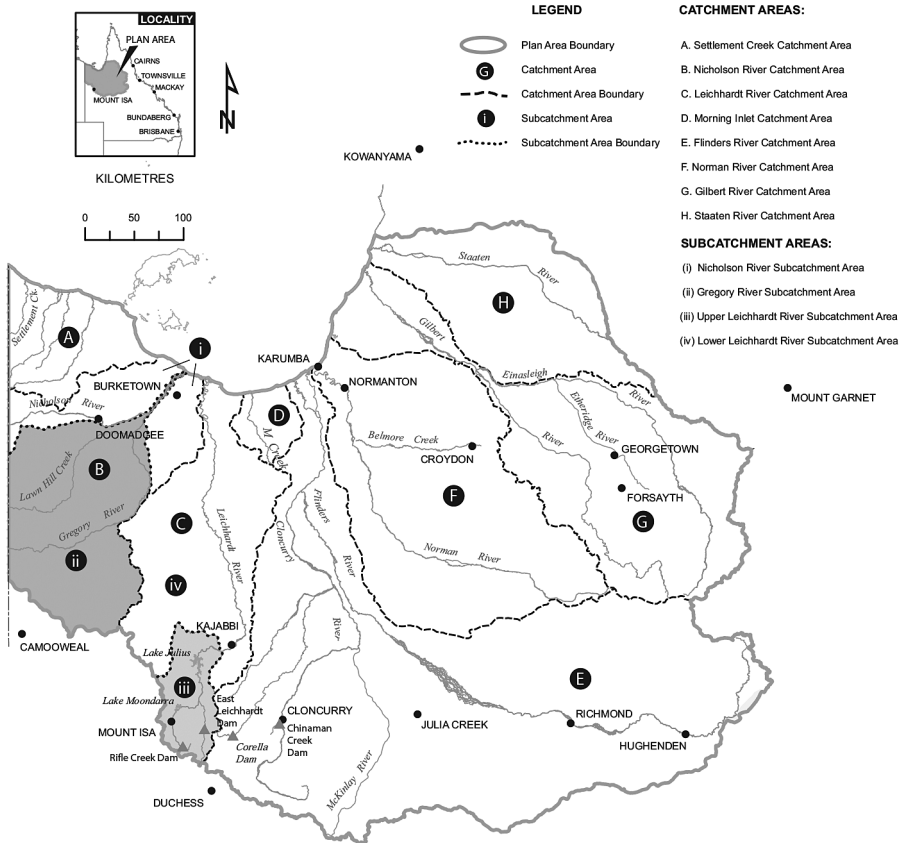 LOCALITY
PLAN AREA
CAIRNS
TOWNSVILLE
MACKAY
MOUNT ISA
BUNDABERG
BRISBANE
N
KILOMETRES
0 50 100
LEGEND
Plan Area Boundary
G Catchment Area
Catchment Area Boundary
i Subcatchment Area
Subcatchment Area Boundary
CATCHMENT AREAS:
A. Settlement Creek Catchment Area
B. Nicholson River Catchment Area
C. Leichhardt River Catchment Area
D. Morning Inlet Catchment Area
E. Flinders River Catchment Area
F. Norman River Catchment Area
G. Gilbert River Catchment Area
H. Staaten River Catchment Area
SUBCATCHMENT AREAS:
(i) Nicholson River Subcatchment Area
(ii) Gregory River Subcatchment Area
(iii) Upper Leichhardt River Subcatchment Area
(iv) Lower Leichhardt River Subcatchment Area
KOWANYAMA
Staaten River
H
Settlement Ck.
A
i
Gilbert River
KARUMBA
BURKETOWN
NORMANTON
Einasleigh River
MOUNT GARNET
Nicholson River
DOOMADGEE
D
M. Creek
Etheridge River
Belmore Creek
CROYDON
GEORGETOWN
B
Lawn Hill Creek
FORSAYTH
F
G
Gregory River
C
Leichhardt River
Cloncurry River
Flinders River
Norman River
ii
iv
CAMOOWEAL
KAJABBI
Lake Julius
iii
E
Lake Moondarra
East
Leichhardt
Dam
MOUNT ISA
CLONCURRY
Chinaman
Creek
Dam
JULIA CREEK
RICHMOND
HUGHENDEN
Rifle Creek Dam
Corella
Dam
McKinlay River
DUCHESS